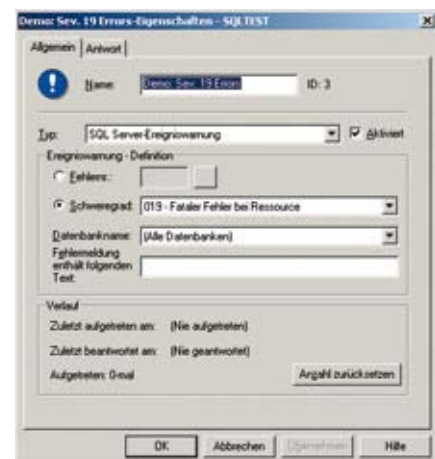 Demo: Sev. 19 Errors-Eigenschaften - SQLTEST
Allgemein Antwort
Name: Demo: Sev. 19 Errors ID: 3
Typ: SQL Server-Ereigniswarnung Aktiviert
Ereigniswarnung - Definition
Fehlernr.:
Schweregrad: 019 - Fataler Fehler bei Ressource
Datenbankname: (Alle Datenbanken)
Fehlermeldung
enthält folgenden
Text:
Verlauf
Zuletzt aufgetreten am: (Nie aufgetreten)
Zuletzt beantwortet am: (Nie geantwortet)
Aufgetreten: 0-mal Anzahl zurücksetzen
OK Abbrechen Übernehmen Hilfe